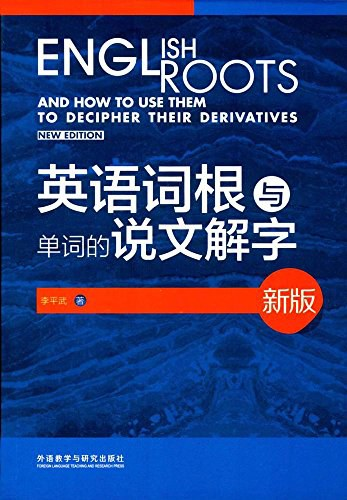 ENGLISH
ROOTS
AND HOW TO USE THEM
TO DECIPHER THEIR DERIVATIVES
NEW EDITION
英语词根与
单词的说文解字
新版
李平武 著
外语教学与研究出版社
FOREIGN LANGUAGE TEACHING AND RESEARCH PRESS